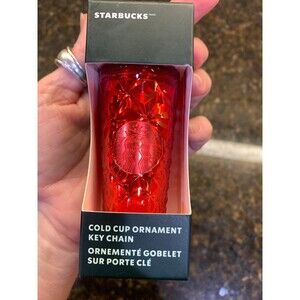 STARBUCKS
COLD CUP ORNAMENT
KEY CHAIN
ORNEMENTÉ GOBELET
SUR PORTE CLÉ